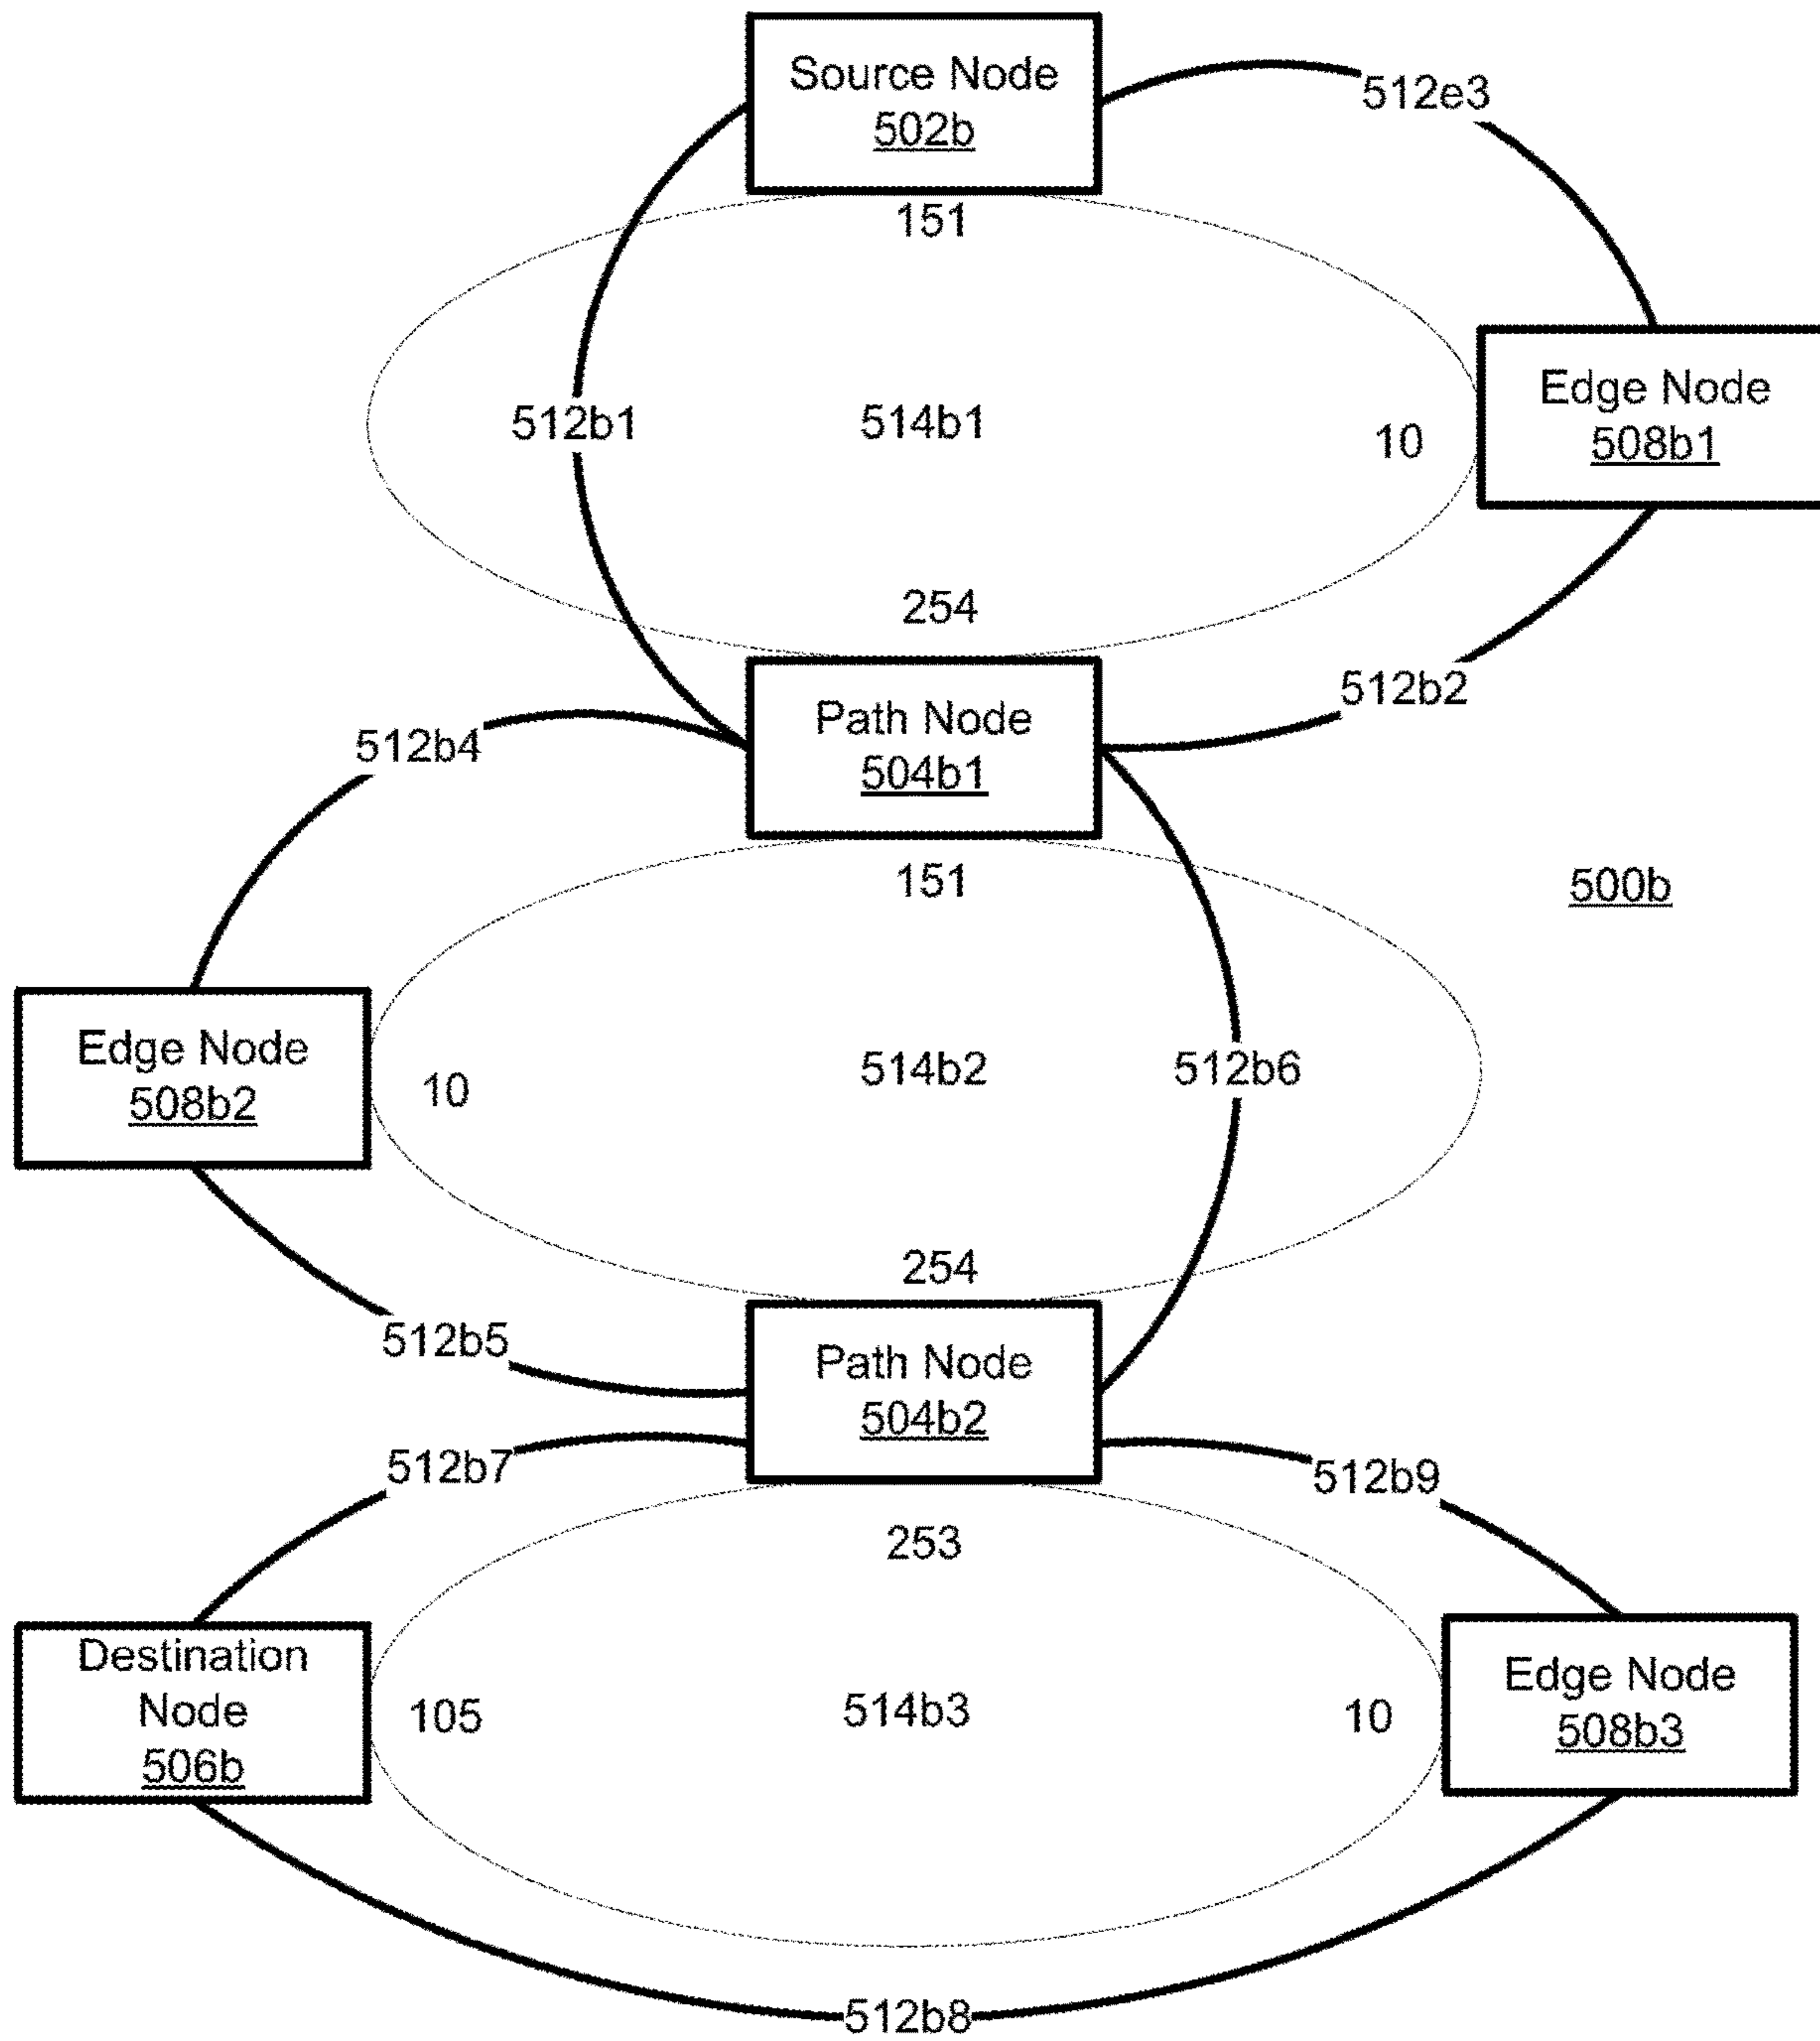 Source Node
502b
512e3
151
Edge Node
508b1
512b1
514b1
10
254
512b2
Path Node
504b1
512b4
151
500b
Edge Node
508b2
10
514b2
512b6
254
512b5
Path Node
504b2
512b7
512b9
253
Destination
Node
506b
105
514b3
10
Edge Node
508b3
512b8